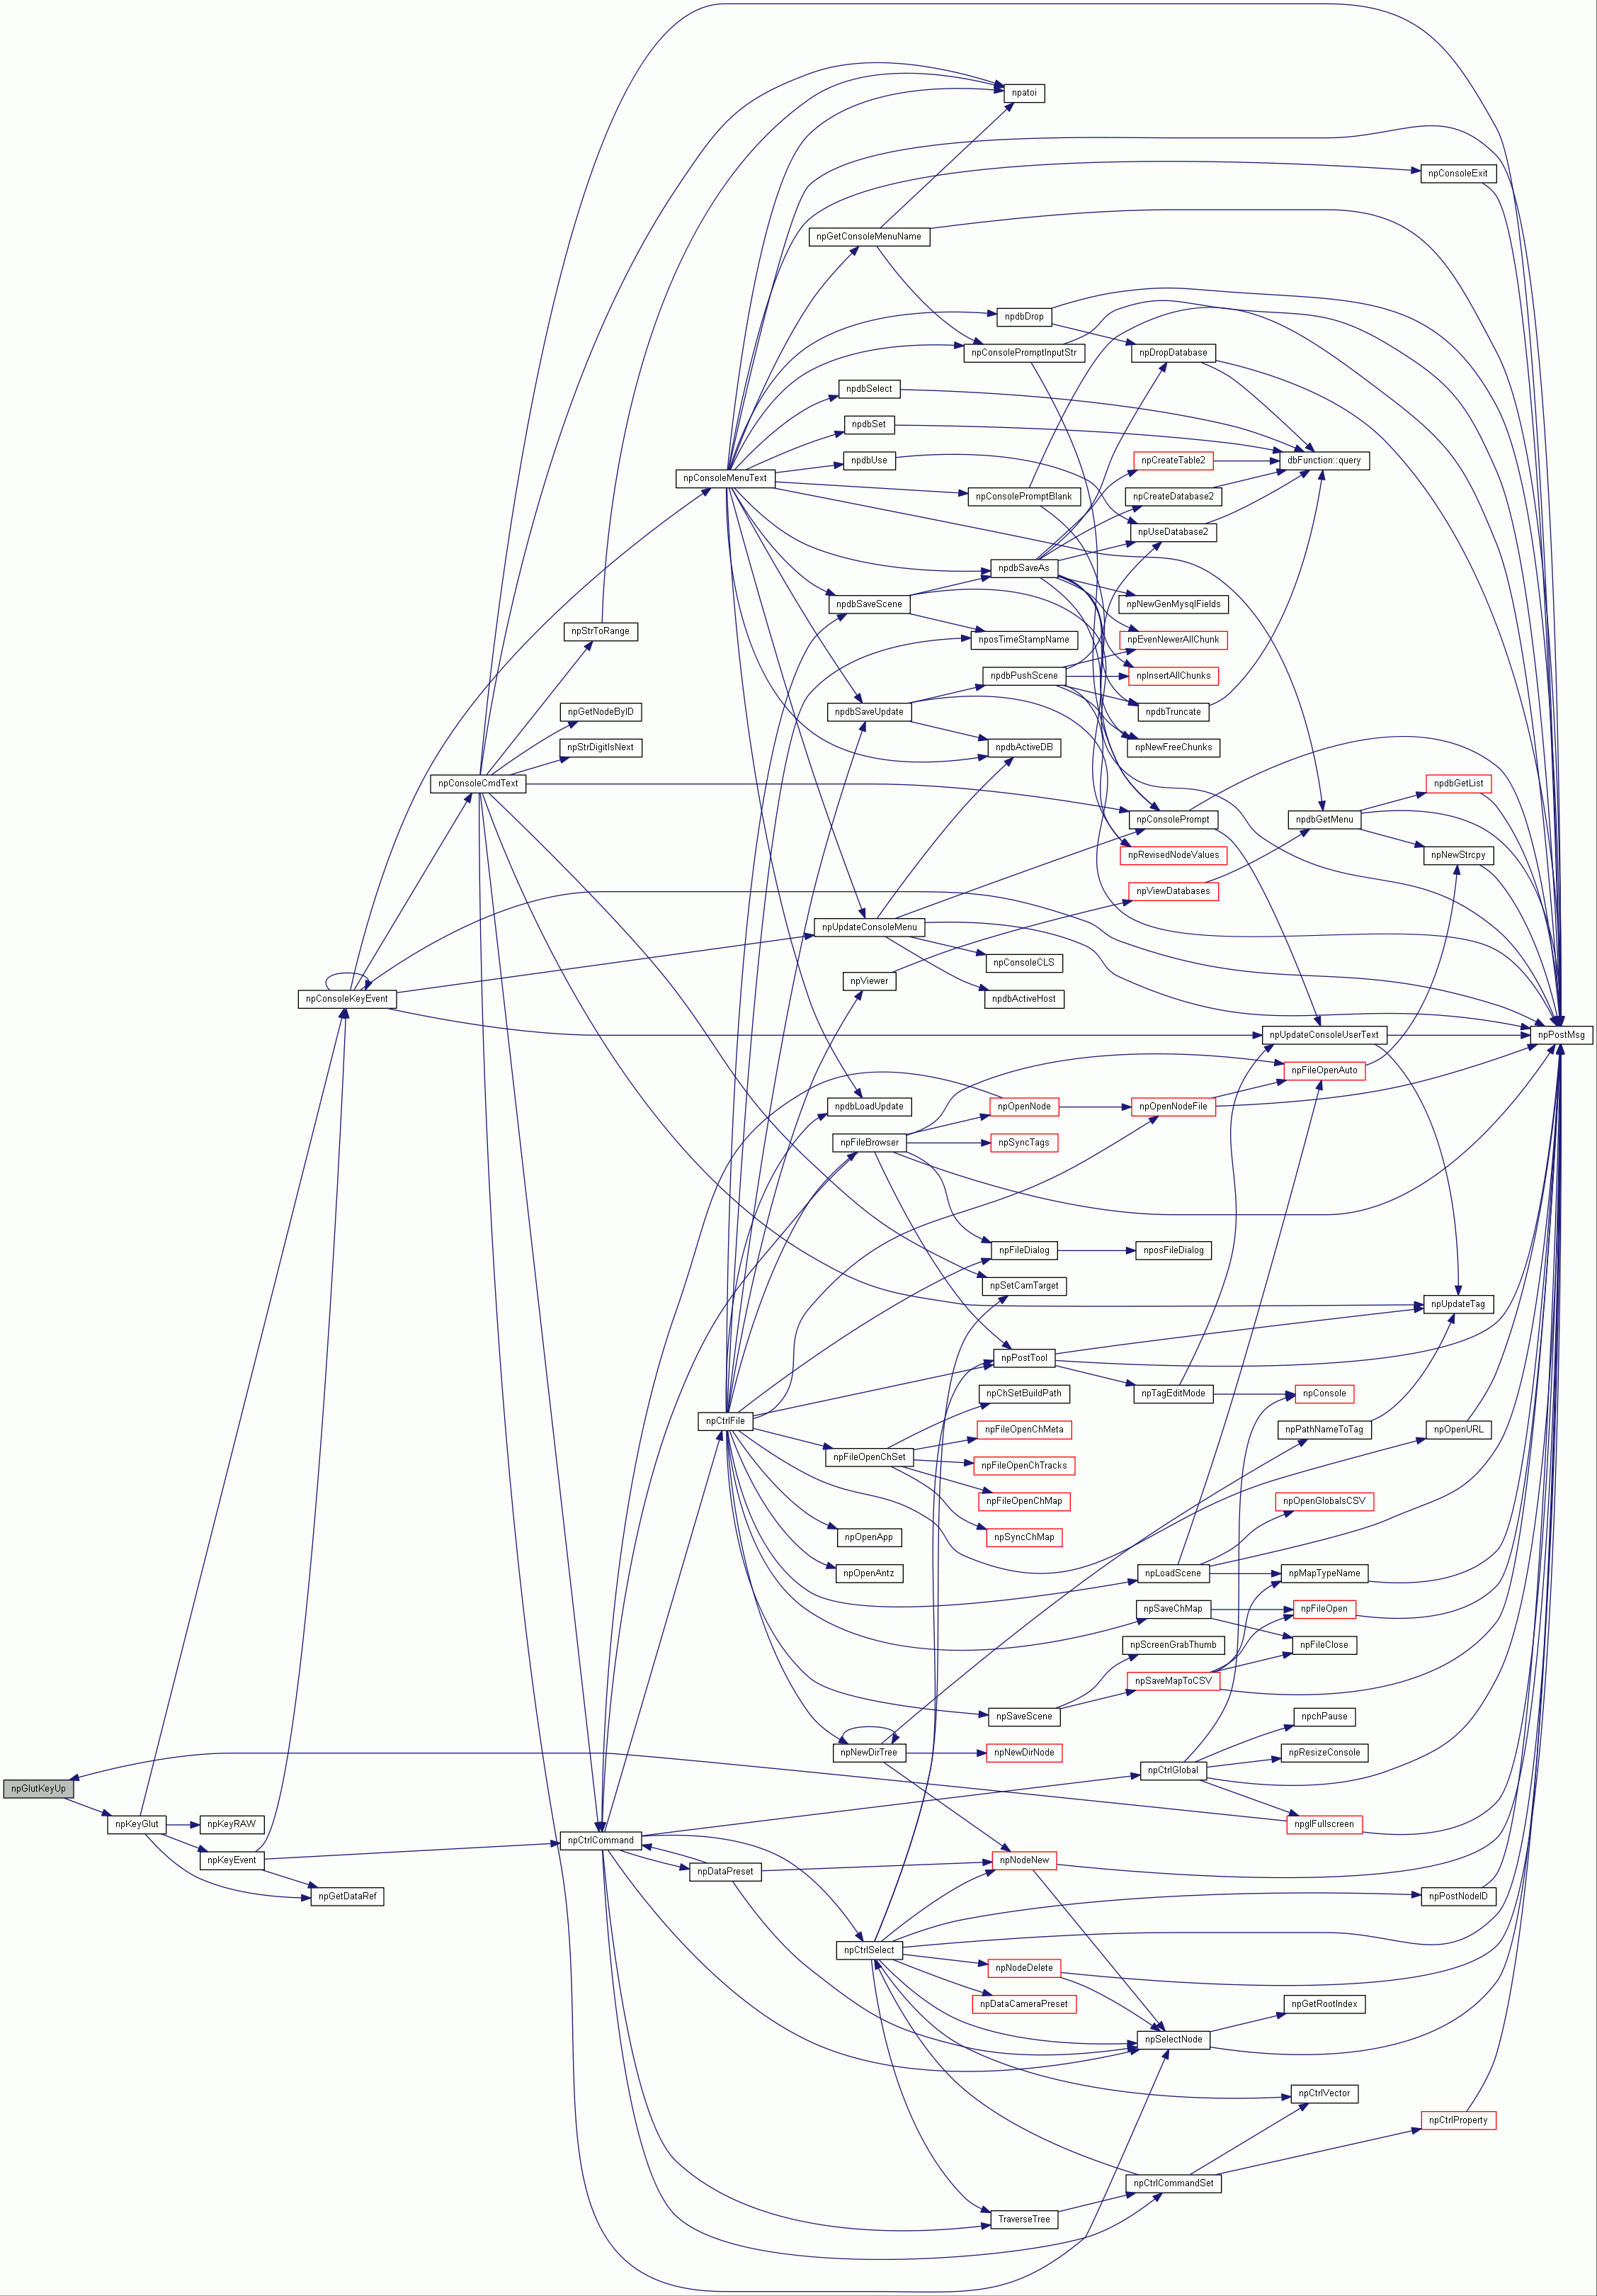 npatoi
npConsoleExit
npGetConsoleMenuName
npdbDrop
npConsolePromptInputStr
npDropDatabase
npdbSelect
npdbSet
npdbUse
npCreateTable2
dbFunction::query
npConsoleMenuText
npConsolePromptBlank
npCreateDatabase2
npUseDatabase2
npdbSaveAs
npdbSaveScene
npNewGenMysqlFields
npStrToRange
nposTimeStampName
npEvenNewerAllChunk
npdbPushScene
npInsertAllChunks
npGetNodeByID
npdbSaveUpdate
npdbTruncate
npStrDigitIsNext
npdbActiveDB
npNewFreeChunks
npConsoleCmdText
npdbGetList
npConsolePrompt
npdbGetMenu
npRevisedNodeValues
npNewStrcpy
npViewDatabases
npUpdateConsoleMenu
npConsoleCLS
npViewer
npConsoleKeyEvent
npdbActiveHost
npUpdateConsoleUserText
npPostMsg
npFileOpenAuto
npdbLoadUpdate
npOpenNode
npOpenNodeFile
npFileBrowser
npSyncTags
npFileDialog
nposFileDialog
npSetCamTarget
npUpdateTag
npPostTool
npChSetBuildPath
npTagEditMode
npConsole
npCtrlFile
npFileOpenChMeta
npPathNameToTag
npOpenURL
npFileOpenChSet
npFileOpenChTracks
npFileOpenChMap
npOpenGlobalsCSV
npOpenApp
npSyncChMap
npOpenAntz
npLoadScene
npMapTypeName
npSaveChMap
npFileOpen
npScreenGrabThumb
npFileClose
npSaveMapToCSV
npSaveScene
npchPause
npNewDirTree
npNewDirNode
npResizeConsole
npCtrlGlobal
npGlutKeyUp
npKeyGlut
npKeyRAW
npglFullscreen
npCtrlCommand
npKeyEvent
npNodeNew
npDataPreset
npGetDataRef
npPostNodeID
npCtrlSelect
npNodeDelete
npDataCameraPreset
npGetRootIndex
npSelectNode
npCtrlVector
npCtrlProperty
npCtrlCommandSet
TraverseTree